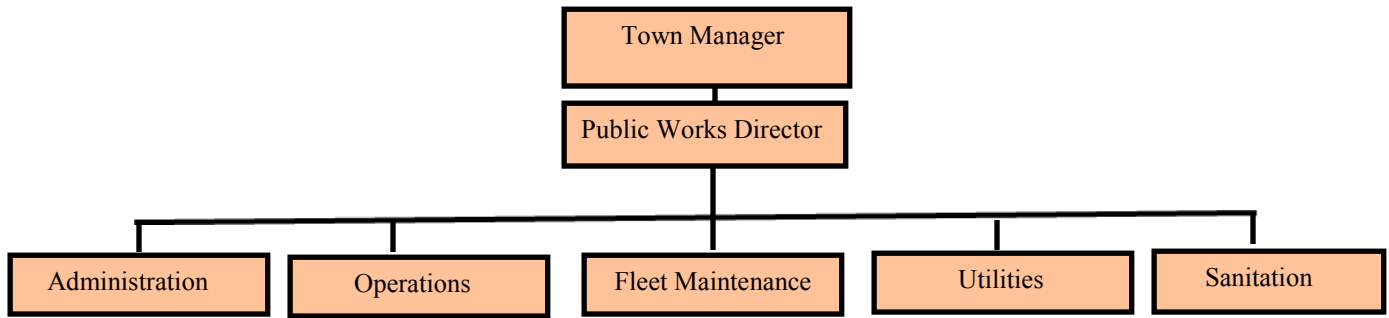 Town Manager
Public Works Director
Administration
Operations
Fleet Maintenance
Utilities
Sanitation